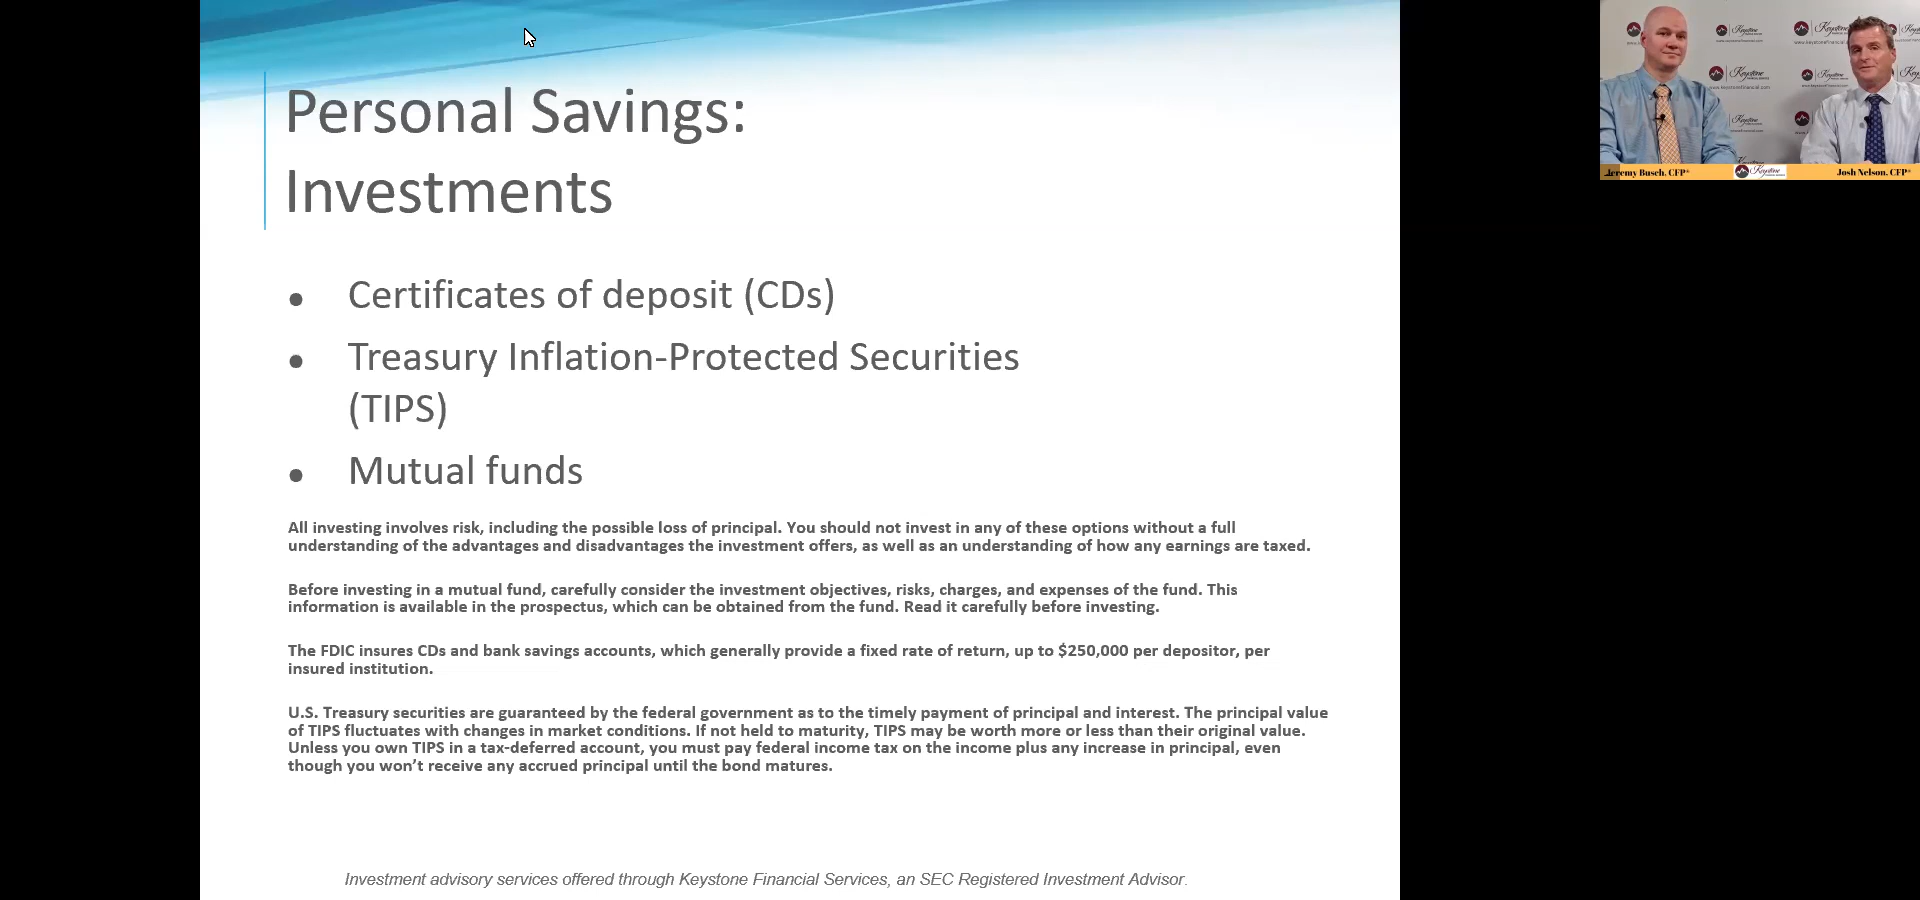 Personal Savings:
Investments
• Certificates of deposit (CDs)
• Treasury Inflation-Protected Securities
(TIPS)
• Mutual funds
All investing involves risk, including the possible loss of principal. You should not invest in any of these options without a full
understanding of the advantages and disadvantages the investment offers, as well as an understanding of how any earnings are taxed.
Before investing in a mutual fund, carefully consider the investment objectives, risks, charges, and expenses of the fund. This
information is available in the prospectus, which can be obtained from the fund. Read it carefully before investing.
The FDIC insures CDs and bank savings accounts, which generally provide a fixed rate of return, up to $250,000 per depositor, per
insured institution.
U.S. Treasury securities are guaranteed by the federal government as to the timely payment of principal and interest. The principal value
of TIPS fluctuates with changes in market conditions. If not held to maturity, TIPS may be worth more or less than their original value.
Unless you own TIPS in a tax-deferred account, you must pay federal income tax on the income plus any increase in principal, even
though you won’t receive any accrued principal until the bond matures.
Investment advisory services offered through Keystone Financial Services, an SEC Registered Investment Advisor.
Keystone
www.keystonefinancial.com
Jeremy Busch, CFP®
Keystone
Josh Nelson, CFP®